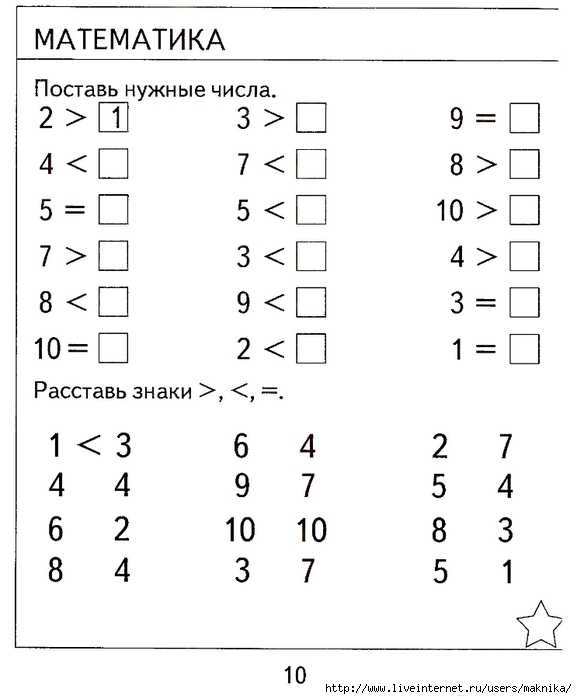 МАТЕМАТИКА
Поставь нужные числа.
2 > 1 3 > 9 =
4 < 7 < 8 >
5 = 5 < 10 >
7 > 3 < 4 >
8 < 9 < 3 =
10 = 2 < 1 =
Расставь знаки >, <, =.
1 < 3 6 4 2 7
4 4 9 7 5 4
6 2 10 10 8 3
8 4 3 7 5 1
10
http://www.liveinternet.ru/users/maknika/